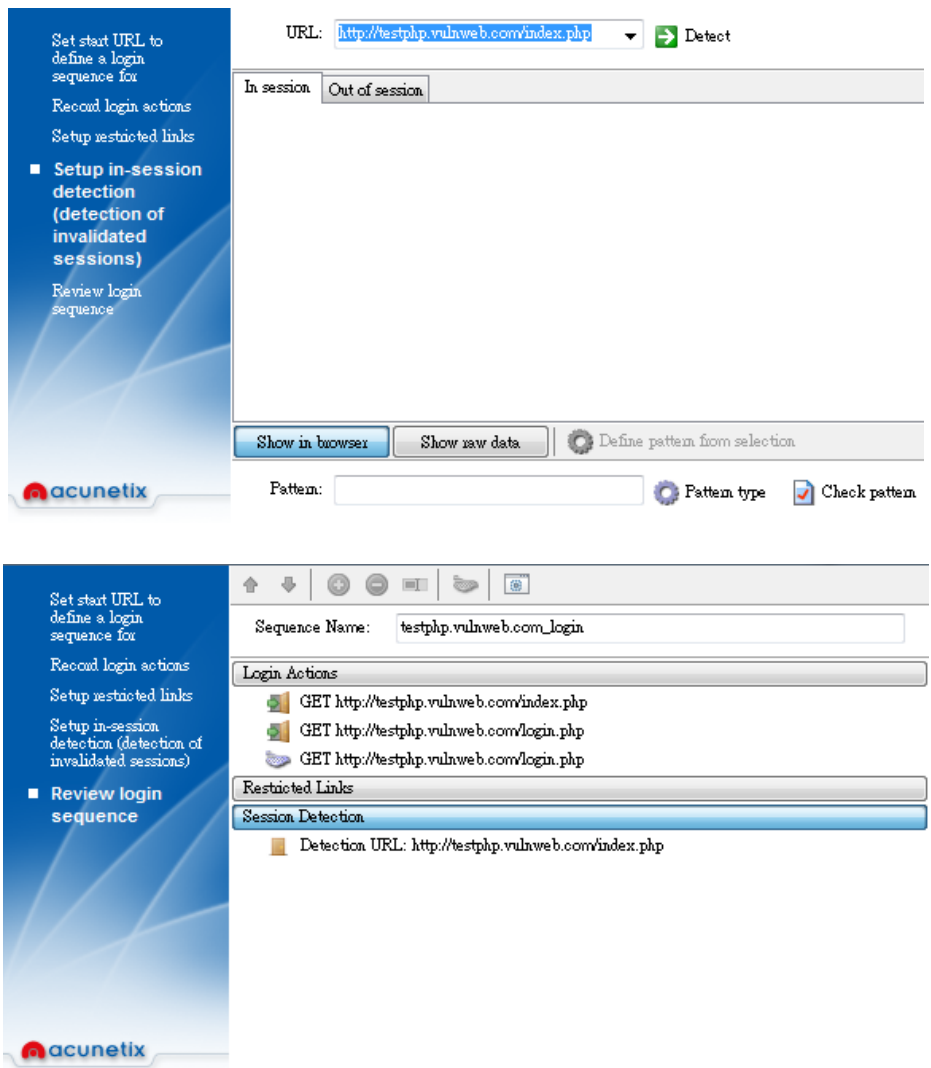 Set start URL to
define a login
sequence for
Record login actions
Setup restricted links
Setup in-session
detection
(detection of
invalidated
sessions)
Review login
sequence
acunetix
URL: http://testphp.vulnweb.com/index.php Detect
In session Out of session
Show in browser Show raw data Define pattern from selection
Pattern: Pattern type Check pattern
Set start URL to
define a login
sequence for
Record login actions
Setup restricted links
Setup in-session
detection (detection of
invalidated sessions)
Review login
sequence
acunetix
Sequence Name: testphp.vulnweb.com_login
Login Actions
GET http://testphp.vulnweb.com/index.php
GET http://testphp.vulnweb.com/login.php
GET http://testphp.vulnweb.com/login.php
Restricted Links
Session Detection
Detection URL: http://testphp.vulnweb.com/index.php